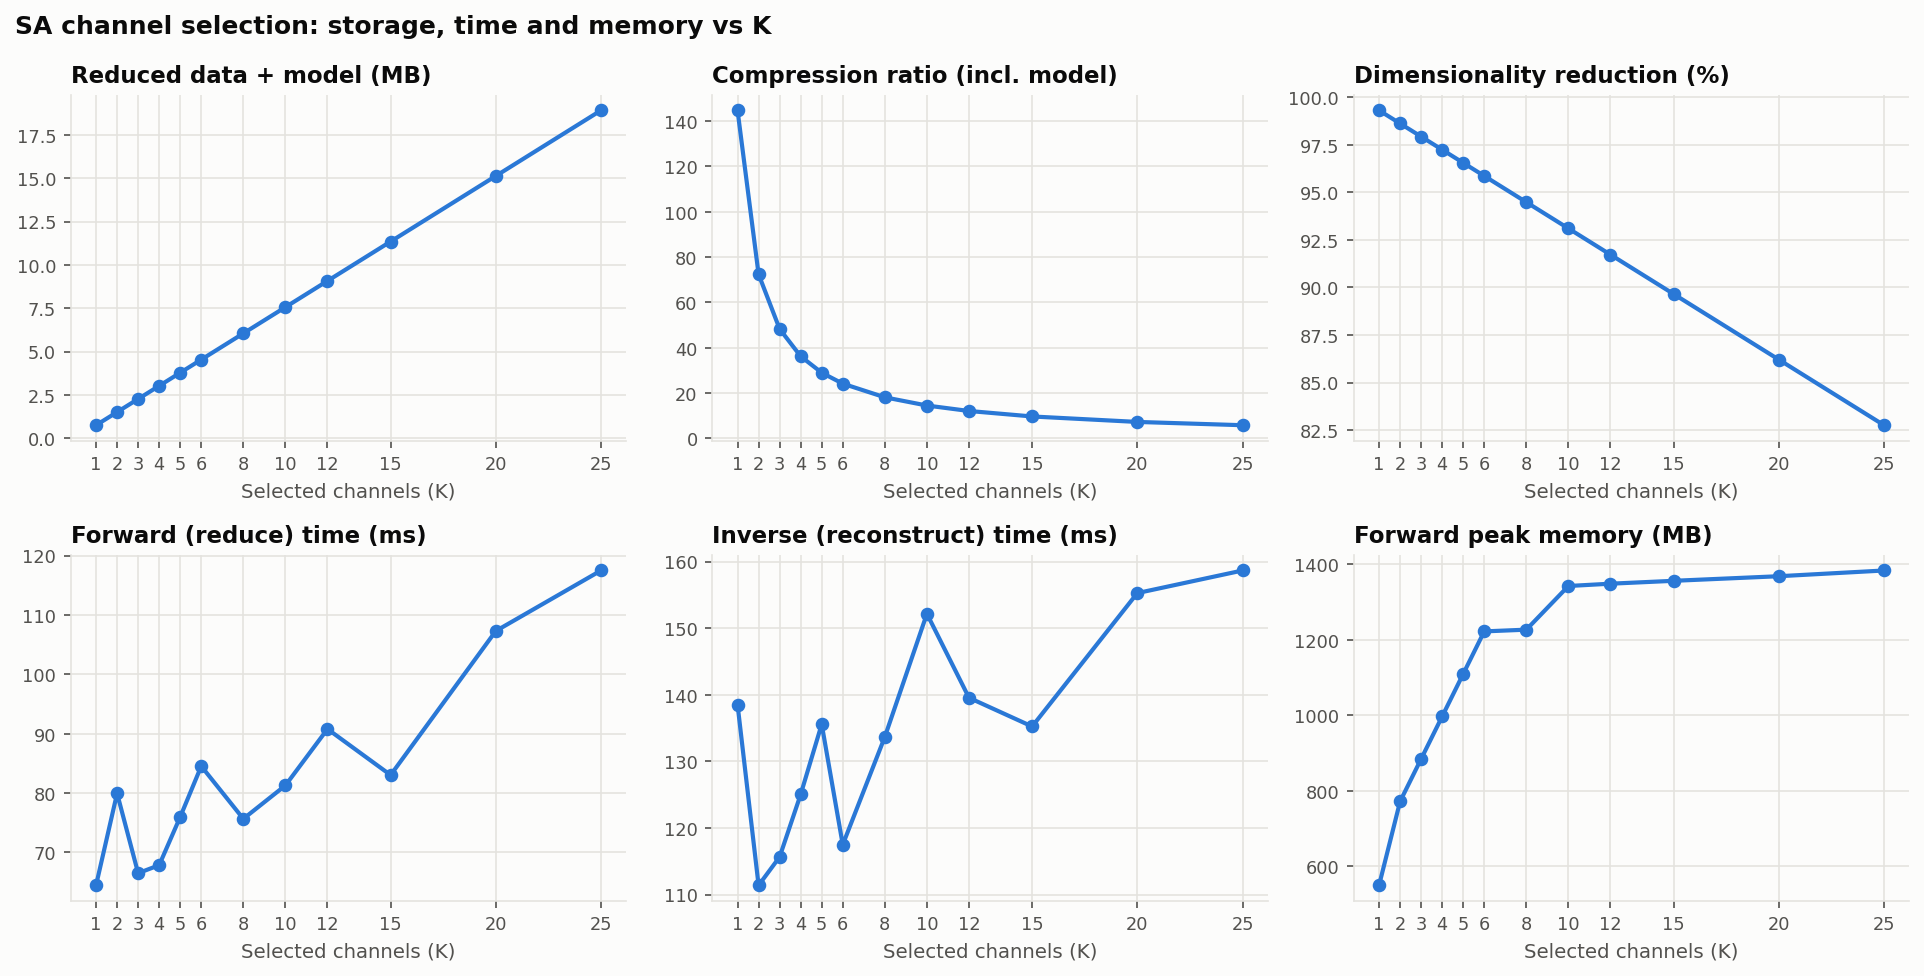 SA channel selection: storage, time and memory vs K
Reduced data + model (MB)
17.5
15.0
12.5
10.0
7.5
5.0
2.5
0.0
1 2 3 4 5 6 8 10 12 15 20 25
Selected channels (K)
Compression ratio (incl. model)
140
120
100
80
60
40
20
0
1 2 3 4 5 6 8 10 12 15 20 25
Selected channels (K)
Dimensionality reduction (%)
100.0
97.5
95.0
92.5
90.0
87.5
85.0
82.5
1 2 3 4 5 6 8 10 12 15 20 25
Selected channels (K)
Forward (reduce) time (ms)
120
110
100
90
80
70
1 2 3 4 5 6 8 10 12 15 20 25
Selected channels (K)
Inverse (reconstruct) time (ms)
160
150
140
130
120
110
1 2 3 4 5 6 8 10 12 15 20 25
Selected channels (K)
Forward peak memory (MB)
1400
1200
1000
800
600
1 2 3 4 5 6 8 10 12 15 20 25
Selected channels (K)